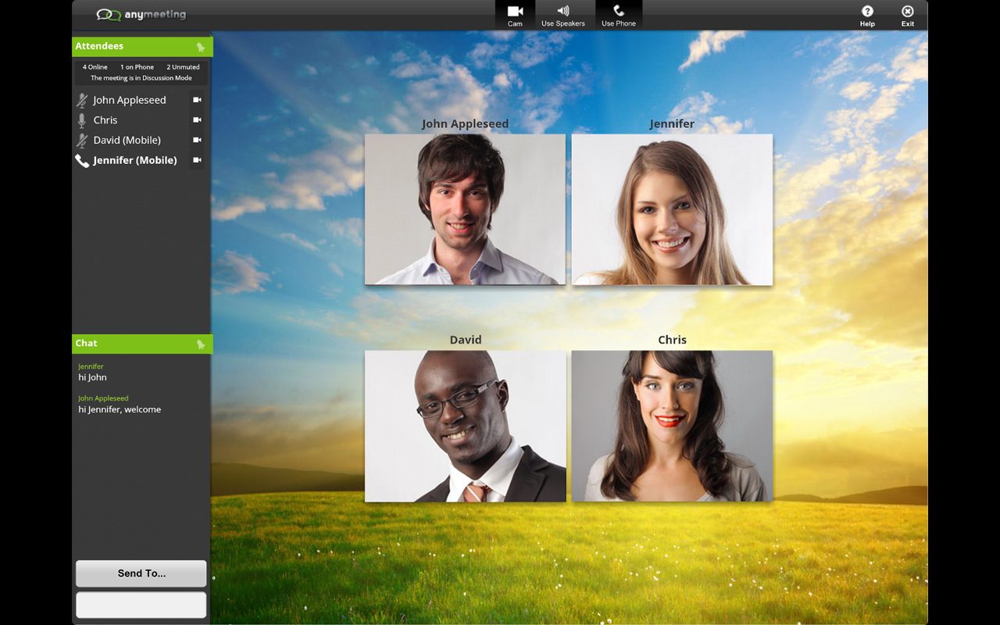 anymeeting
Cam
Use Speakers
Use Phone
Help
Exit
Attendees
4 Online 1 on Phone 2 Unmuted
The meeting is in Discussion Mode
John Appleseed
Chris
David (Mobile)
Jennifer (Mobile)
John Appleseed
Jennifer
David
Chris
Chat
Jennifer
hi John
John Appleseed
hi Jennifer, welcome
Send To...